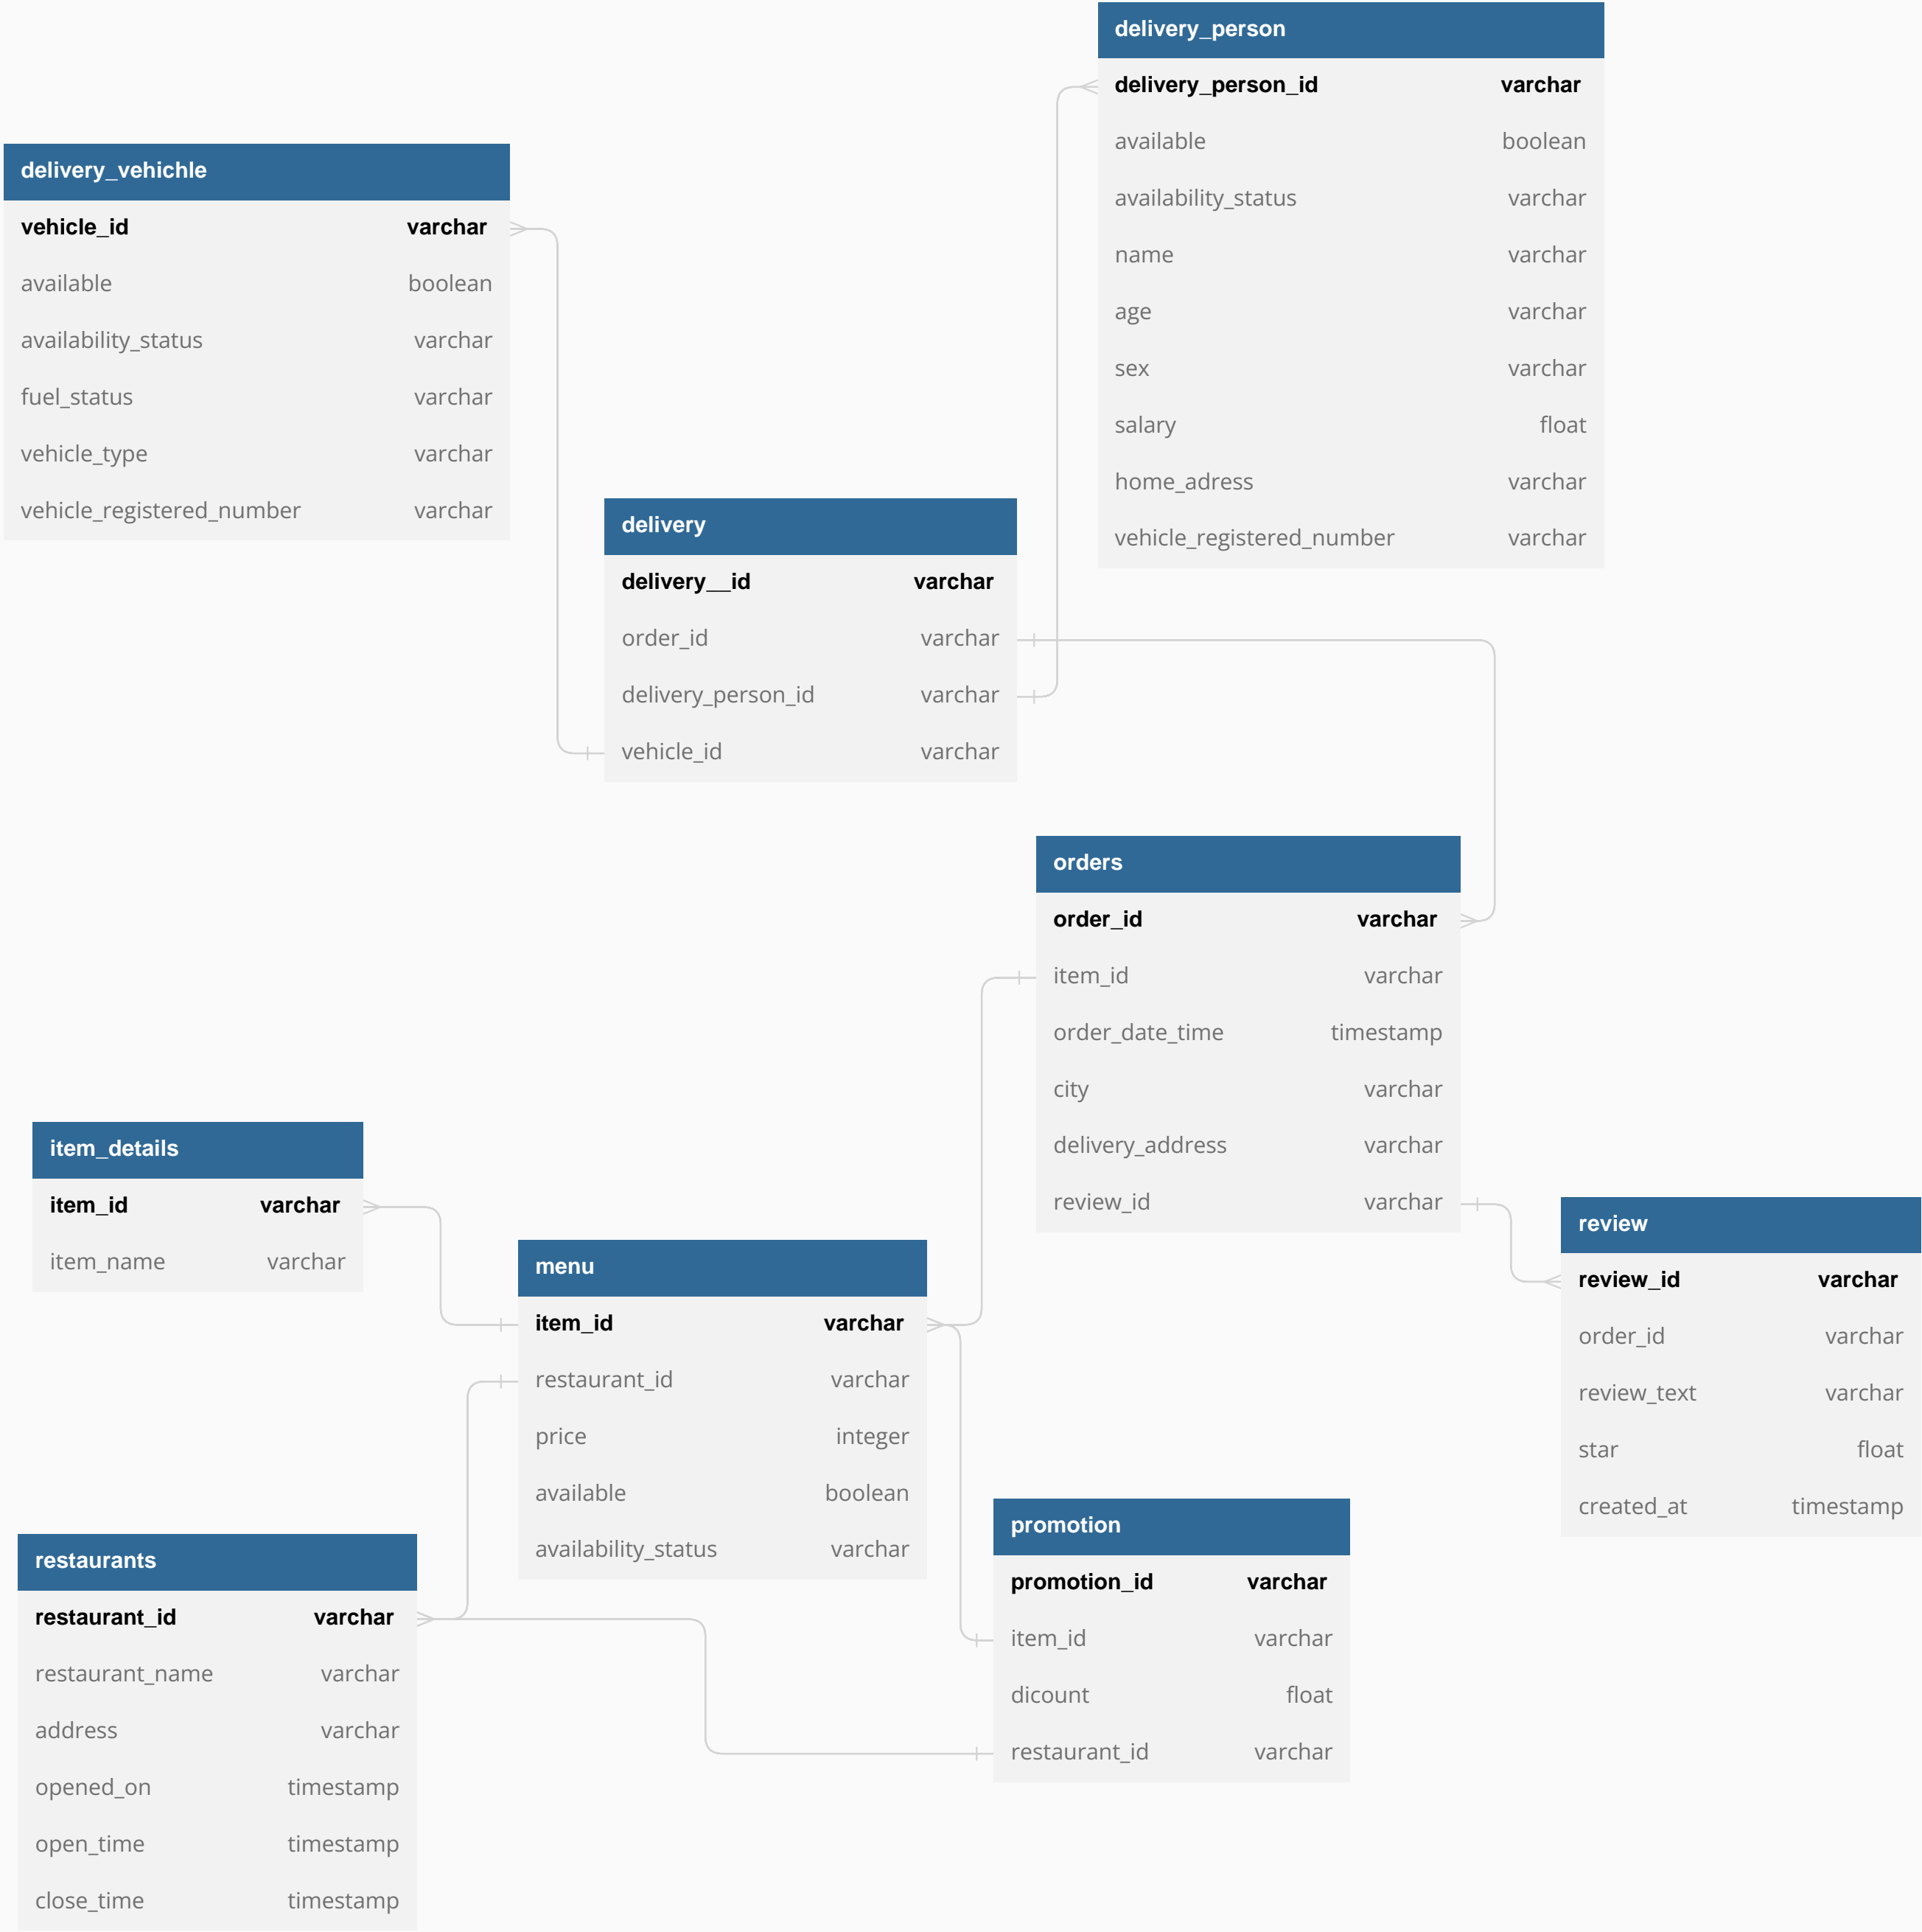 delivery_person
delivery_person_id varchar
available boolean
availability_status varchar
name varchar
age varchar
sex varchar
salary float
home_adress varchar
vehicle_registered_number varchar
delivery_vehichle
vehicle_id varchar
available boolean
availability_status varchar
fuel_status varchar
vehicle_type varchar
vehicle_registered_number varchar
delivery
delivery__id varchar
order_id varchar
delivery_person_id varchar
vehicle_id varchar
orders
order_id varchar
item_id varchar
order_date_time timestamp
city varchar
delivery_address varchar
review_id varchar
item_details
item_id varchar
item_name varchar
review
review_id varchar
order_id varchar
review_text varchar
star float
created_at timestamp
menu
item_id varchar
restaurant_id varchar
price integer
available boolean
availability_status varchar
promotion
promotion_id varchar
item_id varchar
dicount float
restaurant_id varchar
restaurants
restaurant_id varchar
restaurant_name varchar
address varchar
opened_on timestamp
open_time timestamp
close_time timestamp